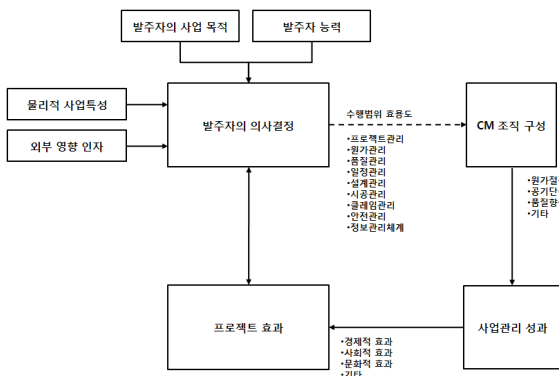 발주자의 사업 목적
발주자 능력
물리적 사업특성
외부 영향 인자
발주자의 의사결정
수행범위 효용도
•프로젝트관리
•원가관리
•품질관리
•일정관리
•설계관리
•시공관리
•클레임관리
•안전관리
•정보관리체계
CM 조직 구성
•원가절
•공기단
•품질향
•기타
프로젝트 효과
사업관리 성과
•경제적 효과
•사회적 효과
•문화적 효과
•기타